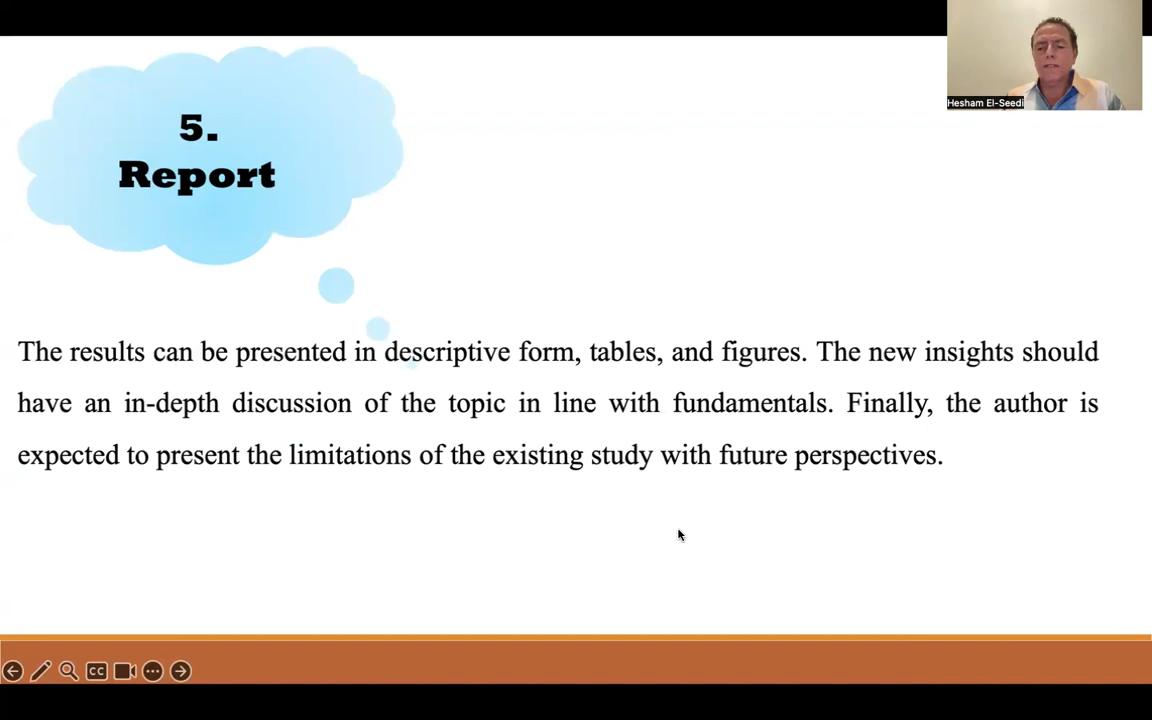 Hesham El-Seedi
5.
Report
The results can be presented in descriptive form, tables, and figures. The new insights should
have an in-depth discussion of the topic in line with fundamentals. Finally, the author is
expected to present the limitations of the existing study with future perspectives.
CC